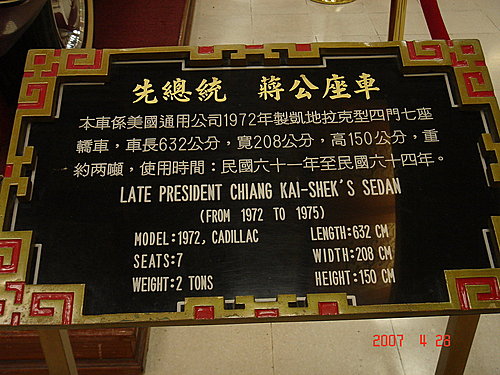 先總統 蔣公座車
本車係美國通用公司1972年製凱地拉克型四門七座
轎車，車長632公分，寬208公分，高150公分，重
約两噸，使用時間：民國六十一年至民國六十四年。
LATE PRESIDENT CHIANG KAI-SHEK'S SEDAN
(FROM 1972 TO 1975)
MODEL:1972, CADILLAC LENGTH:632 CM
SEATS:7 WIDTH:208 CM
WEIGHT:2 TONS HEIGHT:150 CM
2007 4 28